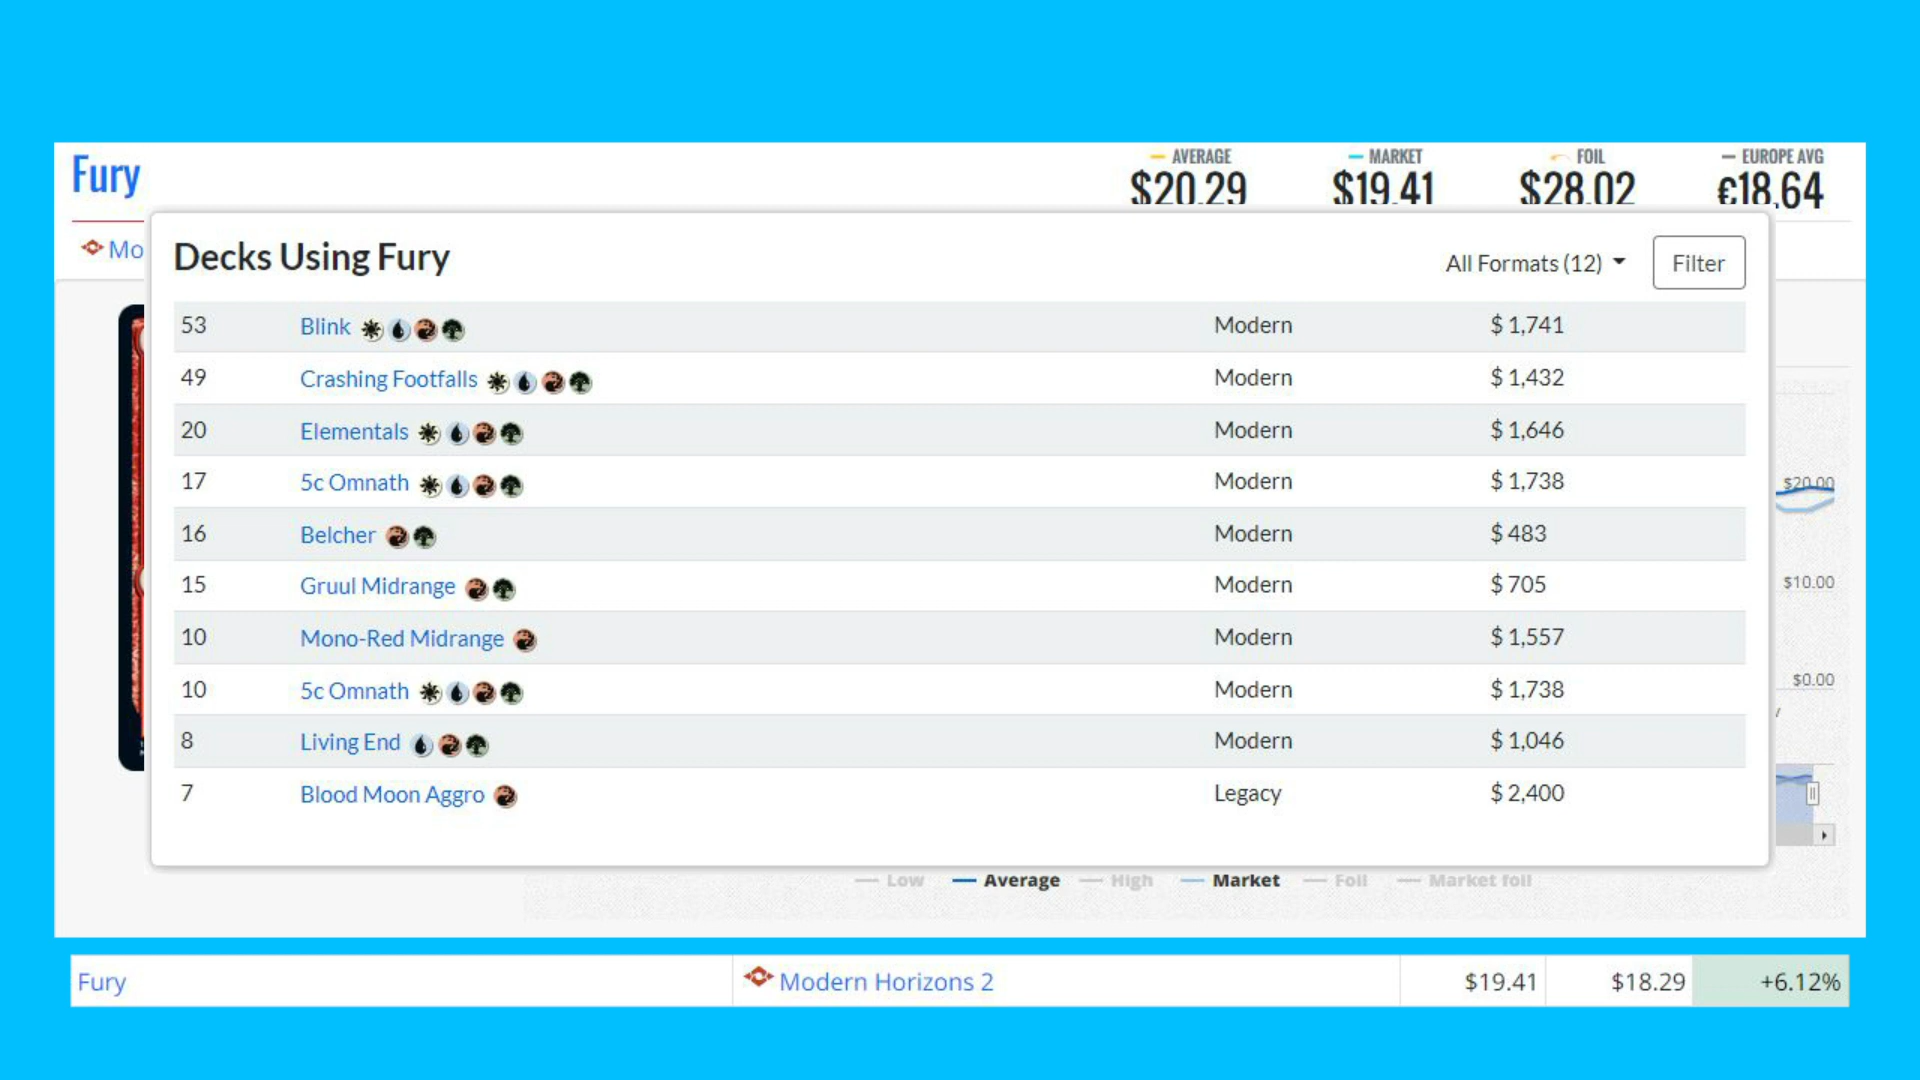 Fury
AVERAGE MARKET FOIL EUROPE AVG
$20.29 $19.41 $28.02 €18.64
Mo
Decks Using Fury All Formats (12) Filter
53 Blink Modern $ 1,741
49 Crashing Footfalls Modern $ 1,432
20 Elementals Modern $ 1,646
17 5c Omnath Modern $ 1,738
$20.00
16 Belcher Modern $ 483
15 Gruul Midrange Modern $ 705
$10.00
10 Mono-Red Midrange Modern $ 1,557
10 5c Omnath Modern $ 1,738
$0.00
8 Living End Modern $ 1,046
7 Blood Moon Aggro Legacy $ 2,400
Low Average High Market Foil Market foil
Fury Modern Horizons 2 $19.41 $18.29 +6.12%